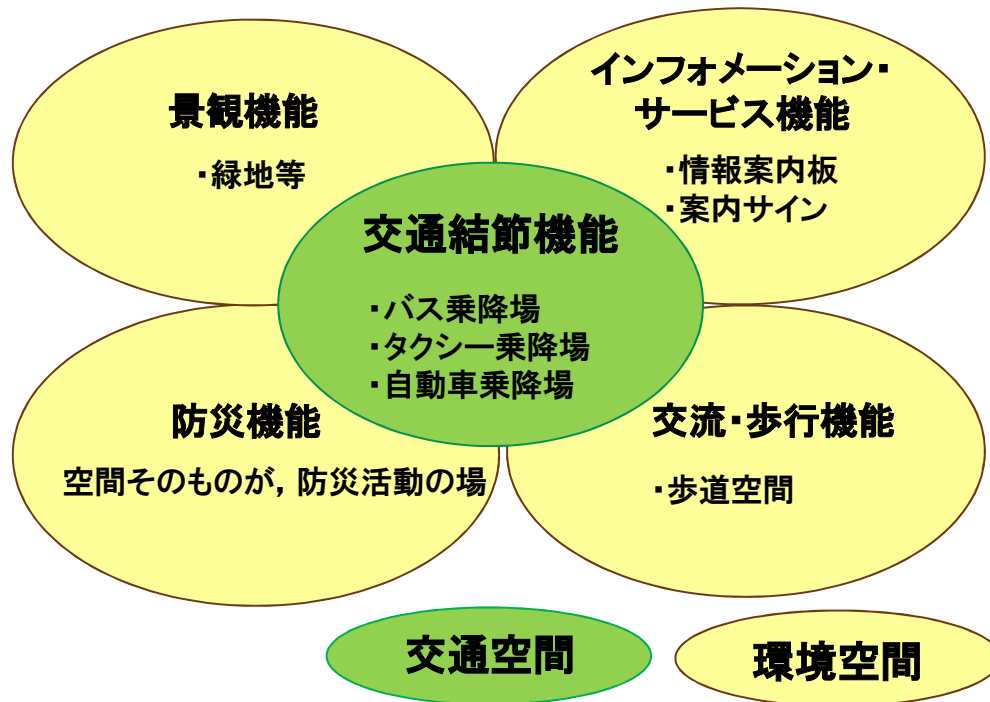 景観機能
・緑地等
インフォメーション・
サービス機能
・情報案内板
・案内サイン
交通結節機能
・バス乗降場
・タクシー乗降場
・自動車乗降場
防災機能
空間そのものが，防災活動の場
交流・歩行機能
・歩道空間
交通空間
環境空間